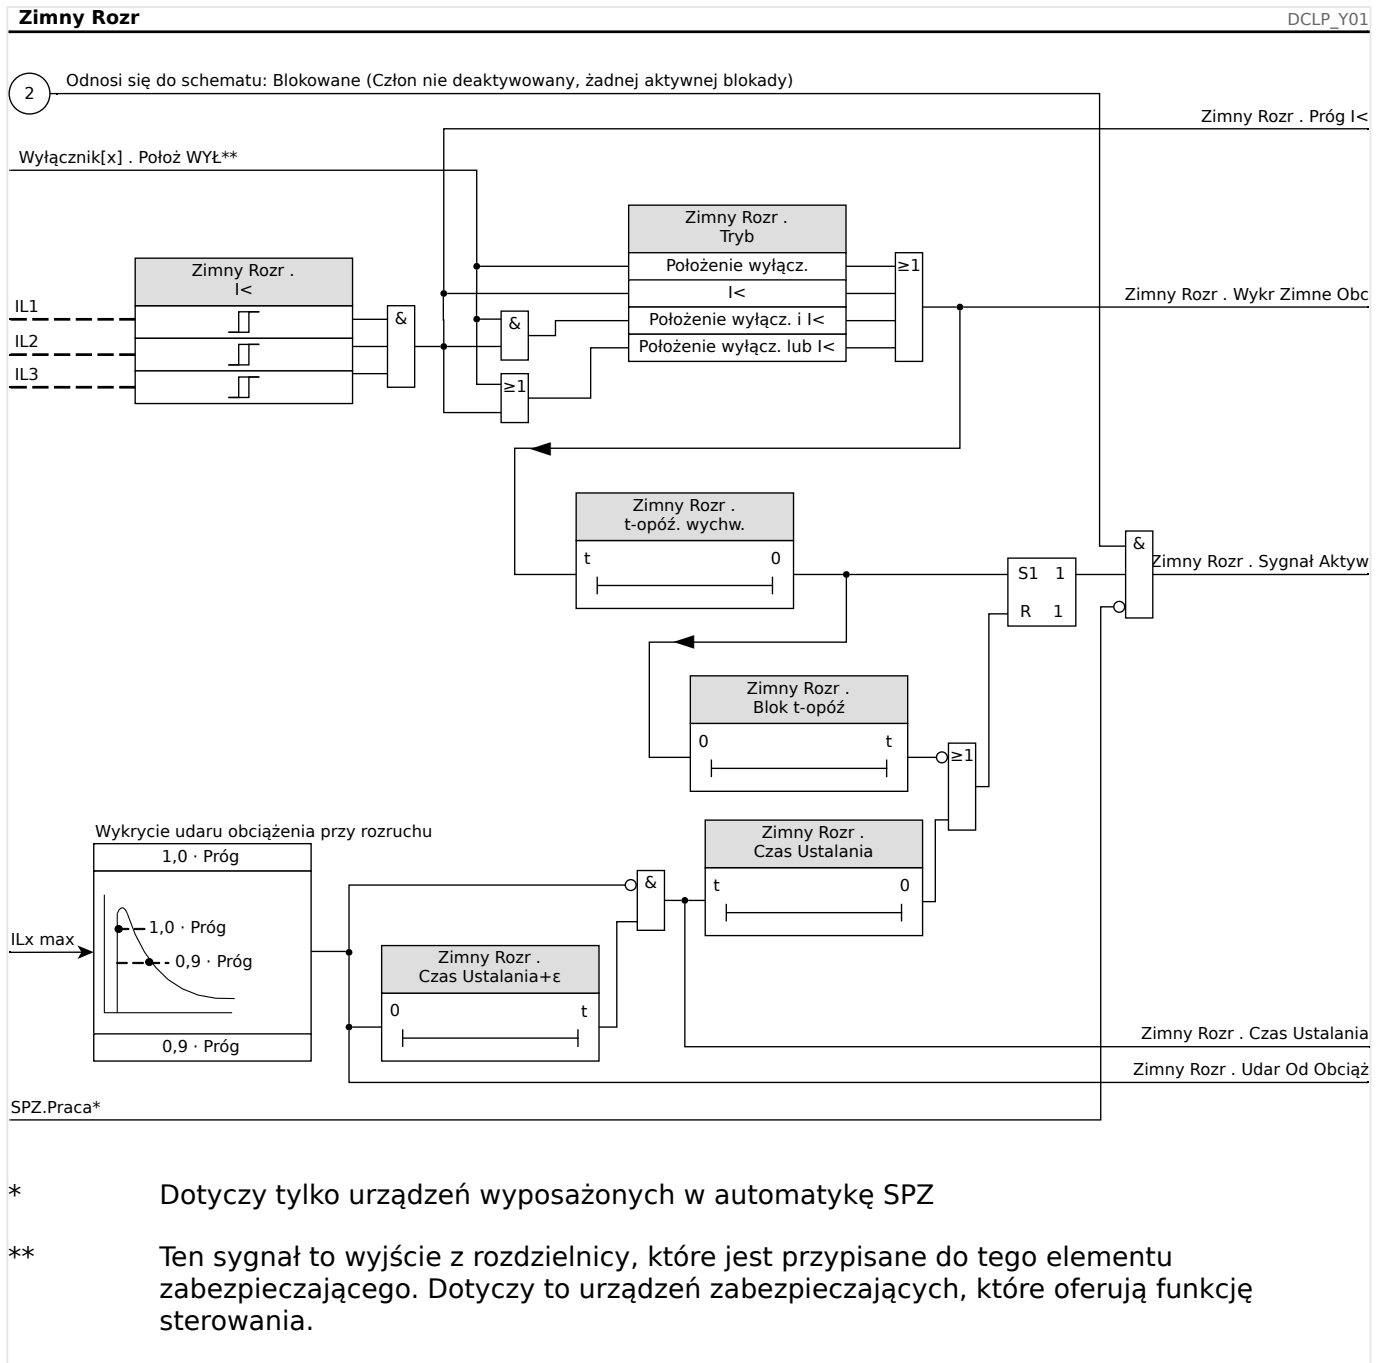 Zimny Rozr
DCLP_Y01
2
Odnosi się do schematu: Blokowane (Człon nie deaktywowany, żadnej aktywnej blokady)
Zimny Rozr . Próg I<
Wyłącznik[x] . Położ WYŁ**
Zimny Rozr .
Tryb
Położenie wyłącz.
I<
Położenie wyłącz. i I<
Położenie wyłącz. lub I<
≥1
Zimny Rozr .
I<
IL1
IL2
IL3
&
&
≥1
Zimny Rozr . Wykr Zimne Obc
Zimny Rozr .
t-opóź. wychw.
t 0
S1 1
R 1
&
Zimny Rozr . Sygnał Aktyw
Zimny Rozr .
Blok t-opóź
0 t
≥1
Wykrycie udaru obciążenia przy rozruchu
1,0 · Próg
1,0 · Próg
0,9 · Próg
0,9 · Próg
ILx max
&
Zimny Rozr .
Czas Ustalania
t 0
Zimny Rozr .
Czas Ustalania+ε
0 t
Zimny Rozr . Czas Ustalania
Zimny Rozr . Udar Od Obciąż
SPZ.Praca*
* Dotyczy tylko urządzeń wyposażonych w automatykę SPZ
** Ten sygnał to wyjście z rozdzielnicy, które jest przypisane do tego elementu
zabezpieczającego. Dotyczy to urządzeń zabezpieczających, które oferują funkcję
sterowania.